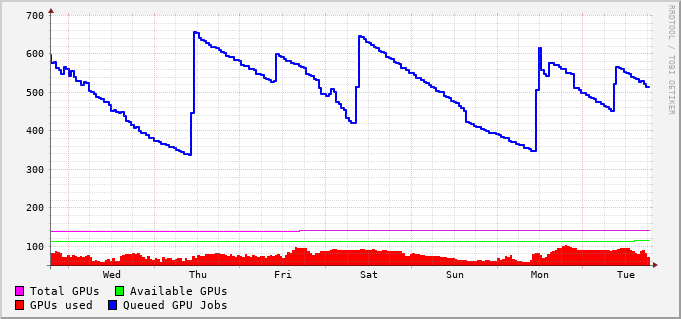 700
600
500
400
300
200
100
Wed Thu Fri Sat Sun Mon Tue
Total GPUs Available GPUs
GPUs used Queued GPU Jobs
RRDTOOL / TOBI OETIKER